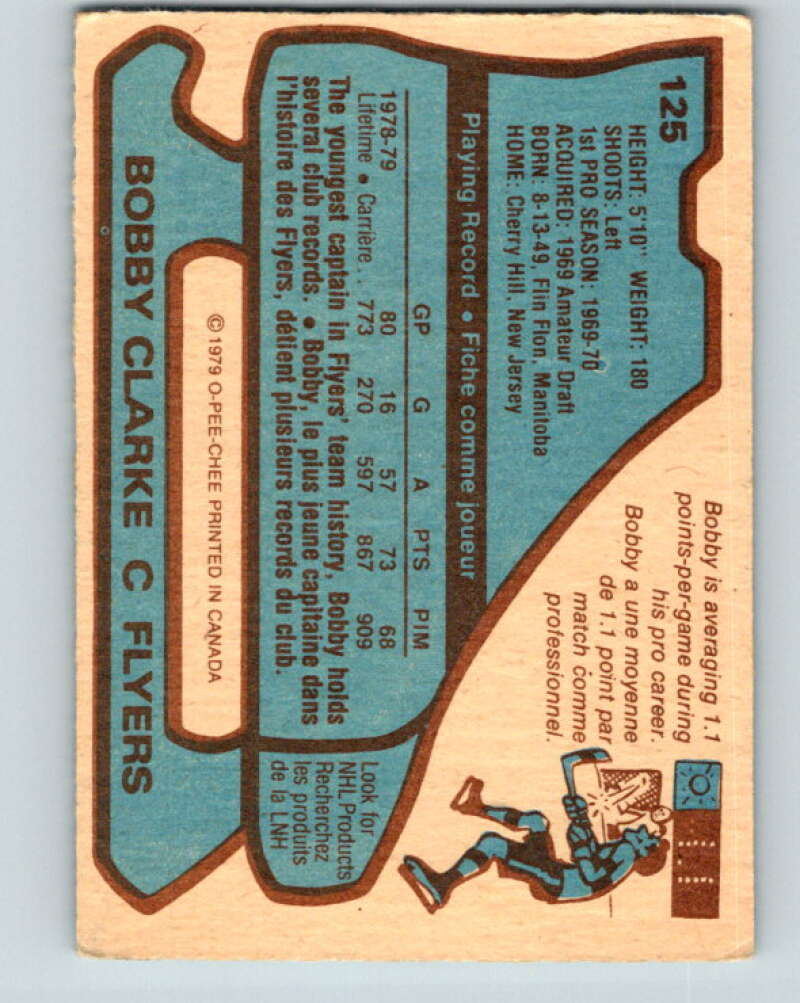 125
HEIGHT: 5'10" WEIGHT: 180
SHOOTS: Left
1st PRO SEASON: 1969-70
ACQUIRED: 1969 Amateur Draft
BORN: 8-13-49, Flin Flon, Manitoba
HOME: Cherry Hill, New Jersey
Bobby is averaging 1.1
points-per-game during
his pro career.
Bobby a une moyenne
de 1.1 point par
match comme
professionnel.
Playing Record • Fiche comme joueur
GP G A PTS PIM
1978-79 80 16 57 73 68
Lifetime • Carrière . . 773 270 597 867 909
The youngest captain in Flyers' team history, Bobby holds
several club records. • Bobby, le plus jeune capitaine dans
l'histoire des Flyers, détient plusieurs records du club.
Look for
NHL Products
Recherchez
les produits
de la LNH
© 1979 O-PEE-CHEE PRINTED IN CANADA
BOBBY CLARKE C FLYERS